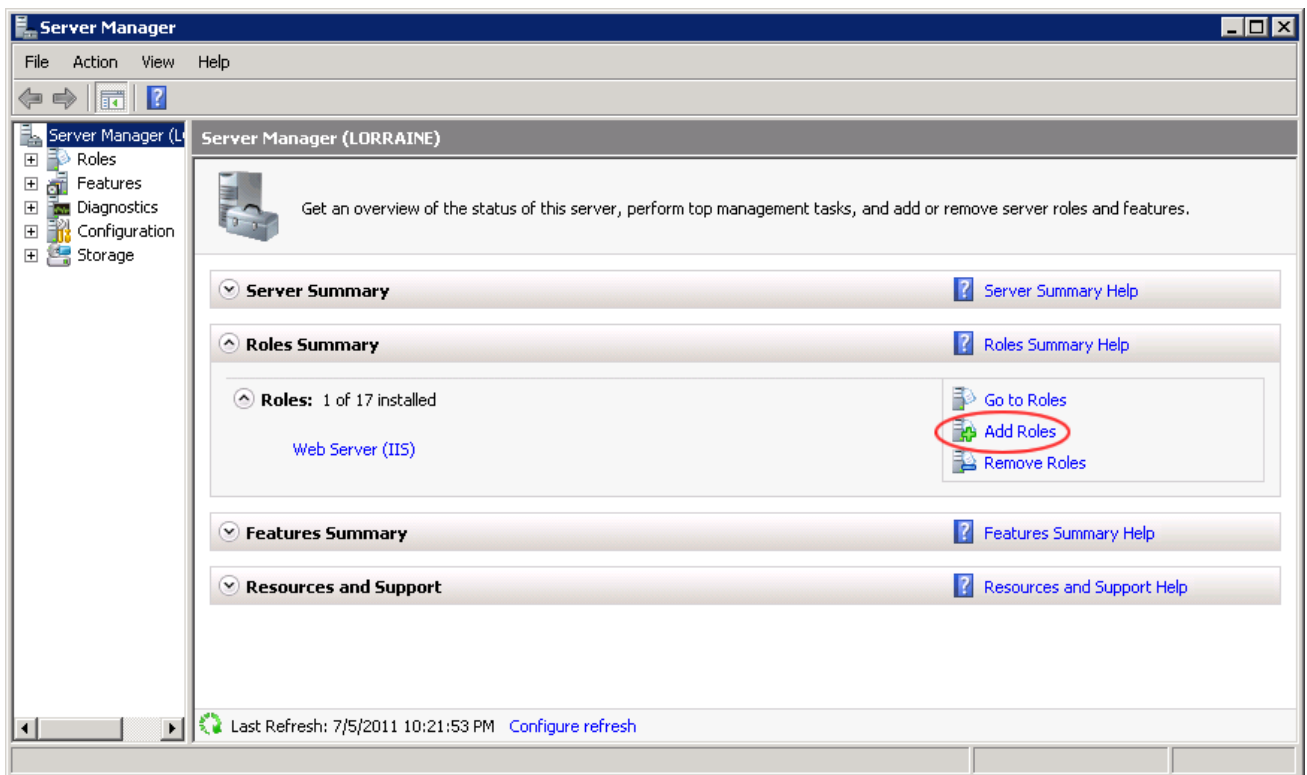 Server Manager
File Action View Help
Server Manager (L
Roles
Features
Diagnostics
Configuration
Storage
Server Manager (LORRAINE)
Get an overview of the status of this server, perform top management tasks, and add or remove server roles and features.
Server Summary
Server Summary Help
Roles Summary
Roles Summary Help
Roles: 1 of 17 installed
Web Server (IIS)
Go to Roles
Add Roles
Remove Roles
Features Summary
Features Summary Help
Resources and Support
Resources and Support Help
Last Refresh: 7/5/2011 10:21:53 PM Configure refresh